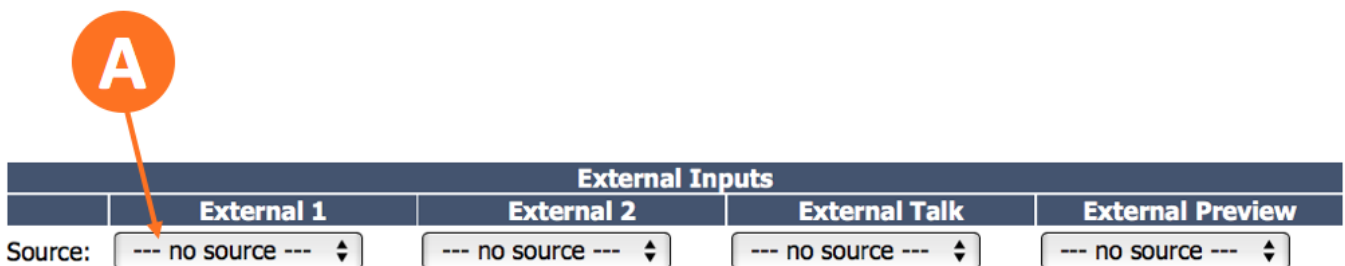 A
External Inputs
External 1 External 2 External Talk External Preview
Source: --- no source --- --- no source --- --- no source --- --- no source ---